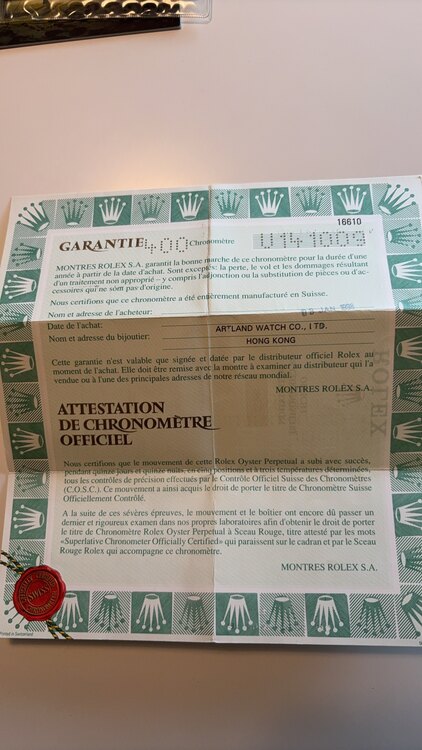 16610
GARANTIE 400 Chronomètre U141009
MONTRES ROLEX S.A. garantit la bonne marche de ce chronomètre pour la durée d'une
année à partir de la date d'achat. Sont exceptés: la perte, le vol et les dommages résultant
d'un traitement non approprié – y compris l'adjonction ou la substitution de pièces ou d'ac-
cessoires qui ne sont pas d'origine.
Nous certifions que ce chronomètre a été entièrement manufacturé en Suisse.
Nom et adresse de l'acheteur:
JAN 1998
Date de l'achat:
Nom et adresse du bijoutier: ARTLAND WATCH CO., LTD.
HONG KONG
Cette garantie n'est valable que signée et datée par le distributeur officiel Rolex au
moment de l'achat. Elle doit être remise avec la montre à examiner au distributeur qui l'a
vendue ou à l'une des principales adresses de notre réseau mondial.
MONTRES ROLEX S.A.
ROLEX
ATTESTATION
DE CHRONOMÈTRE
OFFICIEL
Nous certifions que le mouvement de cette Rolex Oyster Perpetual a subi avec succès,
pendant quinze jours et quinze nuits, en cinq positions et à trois températures déterminées,
tous les contrôles de précision effectués par le Contrôle Officiel Suisse des Chronomètres
(C.O.S.C.). Ce mouvement a ainsi acquis le droit de porter le titre de Chronomètre Suisse
Officiellement Contrôlé.
A la suite de ces sévères épreuves, le mouvement et le boîtier ont encore dû passer un
dernier et rigoureux examen dans nos propres laboratoires afin d'obtenir le droit de porter
le titre de Chronomètre Rolex Oyster Perpetual à Sceau Rouge, titre attesté par les mots
«Superlative Chronometer Officially Certified» qui paraissent sur le cadran et par le Sceau
Rouge Rolex qui accompagne ce chronomètre.
MONTRES ROLEX S.A.
SWISS
Printed in Switzerland